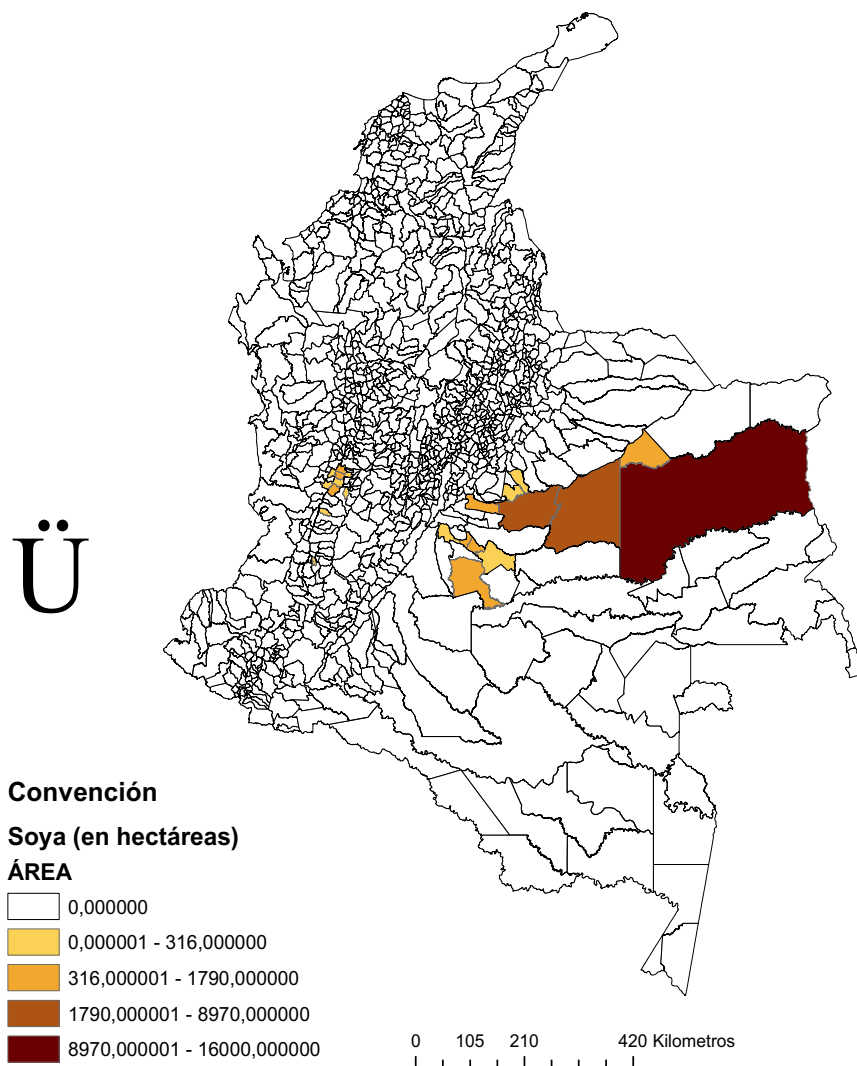 Ü
Convención
Soya (en hectáreas)
ÁREA
0,000000
0,000001 - 316,000000
316,000001 - 1790,000000
1790,000001 - 8970,000000
8970,000001 - 16000,000000
0 105 210 420 Kilometros